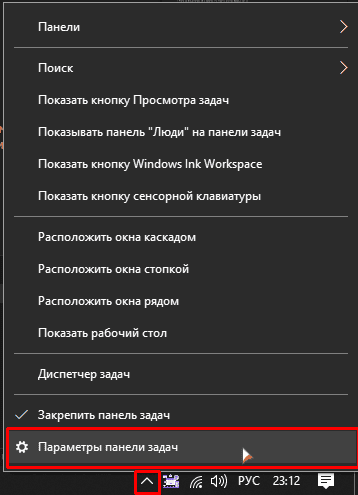 Панели
Поиск
Показать кнопку Просмотра задач
Показывать панель "Люди" на панели задач
Показать кнопку Windows Ink Workspace
Показать кнопку сенсорной клавиатуры
Расположить окна каскадом
Расположить окна стопкой
Расположить окна рядом
Показать рабочий стол
Диспетчер задач
Закрепить панель задач
Параметры панели задач
РУС 23:12